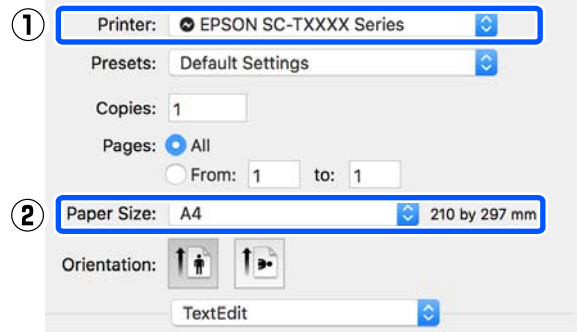 ① Printer: EPSON SC-TXXXX Series
Presets: Default Settings
Copies: 1
Pages: All
From: 1 to: 1
② Paper Size: A4 210 by 297 mm
Orientation:
TextEdit